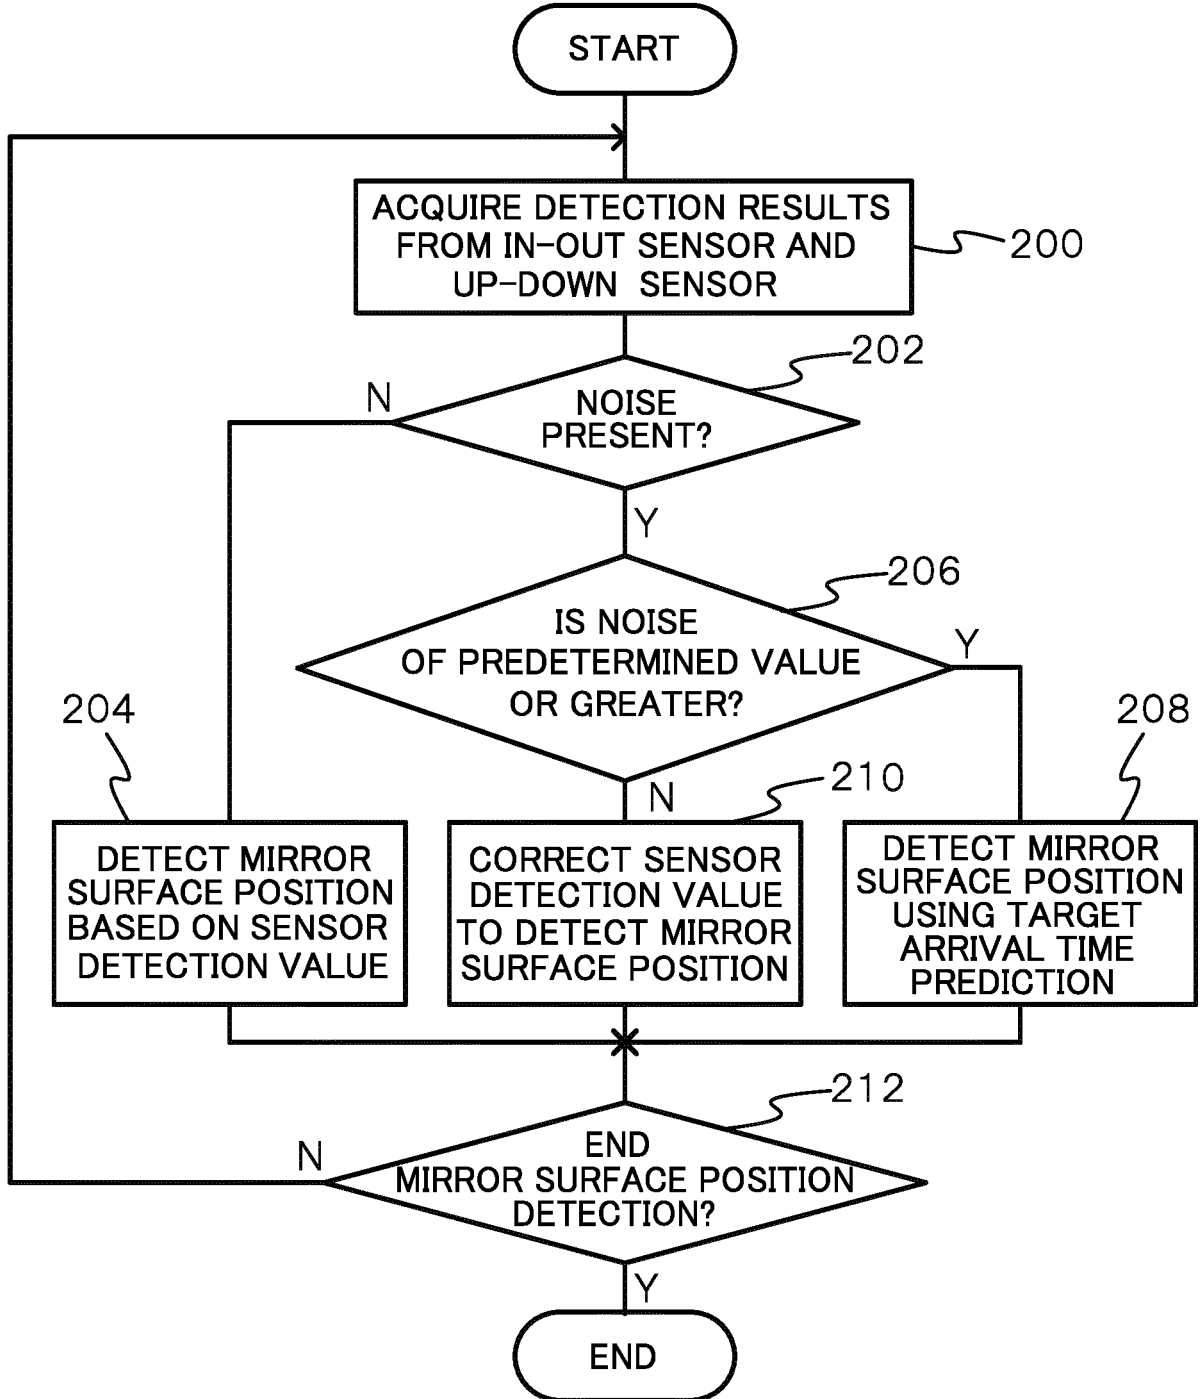 START
ACQUIRE DETECTION RESULTS
FROM IN-OUT SENSOR AND
UP-DOWN SENSOR
200
202
N
NOISE
PRESENT?
Y
206
IS NOISE
OF PREDETERMINED VALUE
OR GREATER?
Y
204
208
N
210
DETECT MIRROR
SURFACE POSITION
BASED ON SENSOR
DETECTION VALUE
CORRECT SENSOR
DETECTION VALUE
TO DETECT MIRROR
SURFACE POSITION
DETECT MIRROR
SURFACE POSITION
USING TARGET
ARRIVAL TIME
PREDICTION
212
N
END
MIRROR SURFACE POSITION
DETECTION?
Y
END